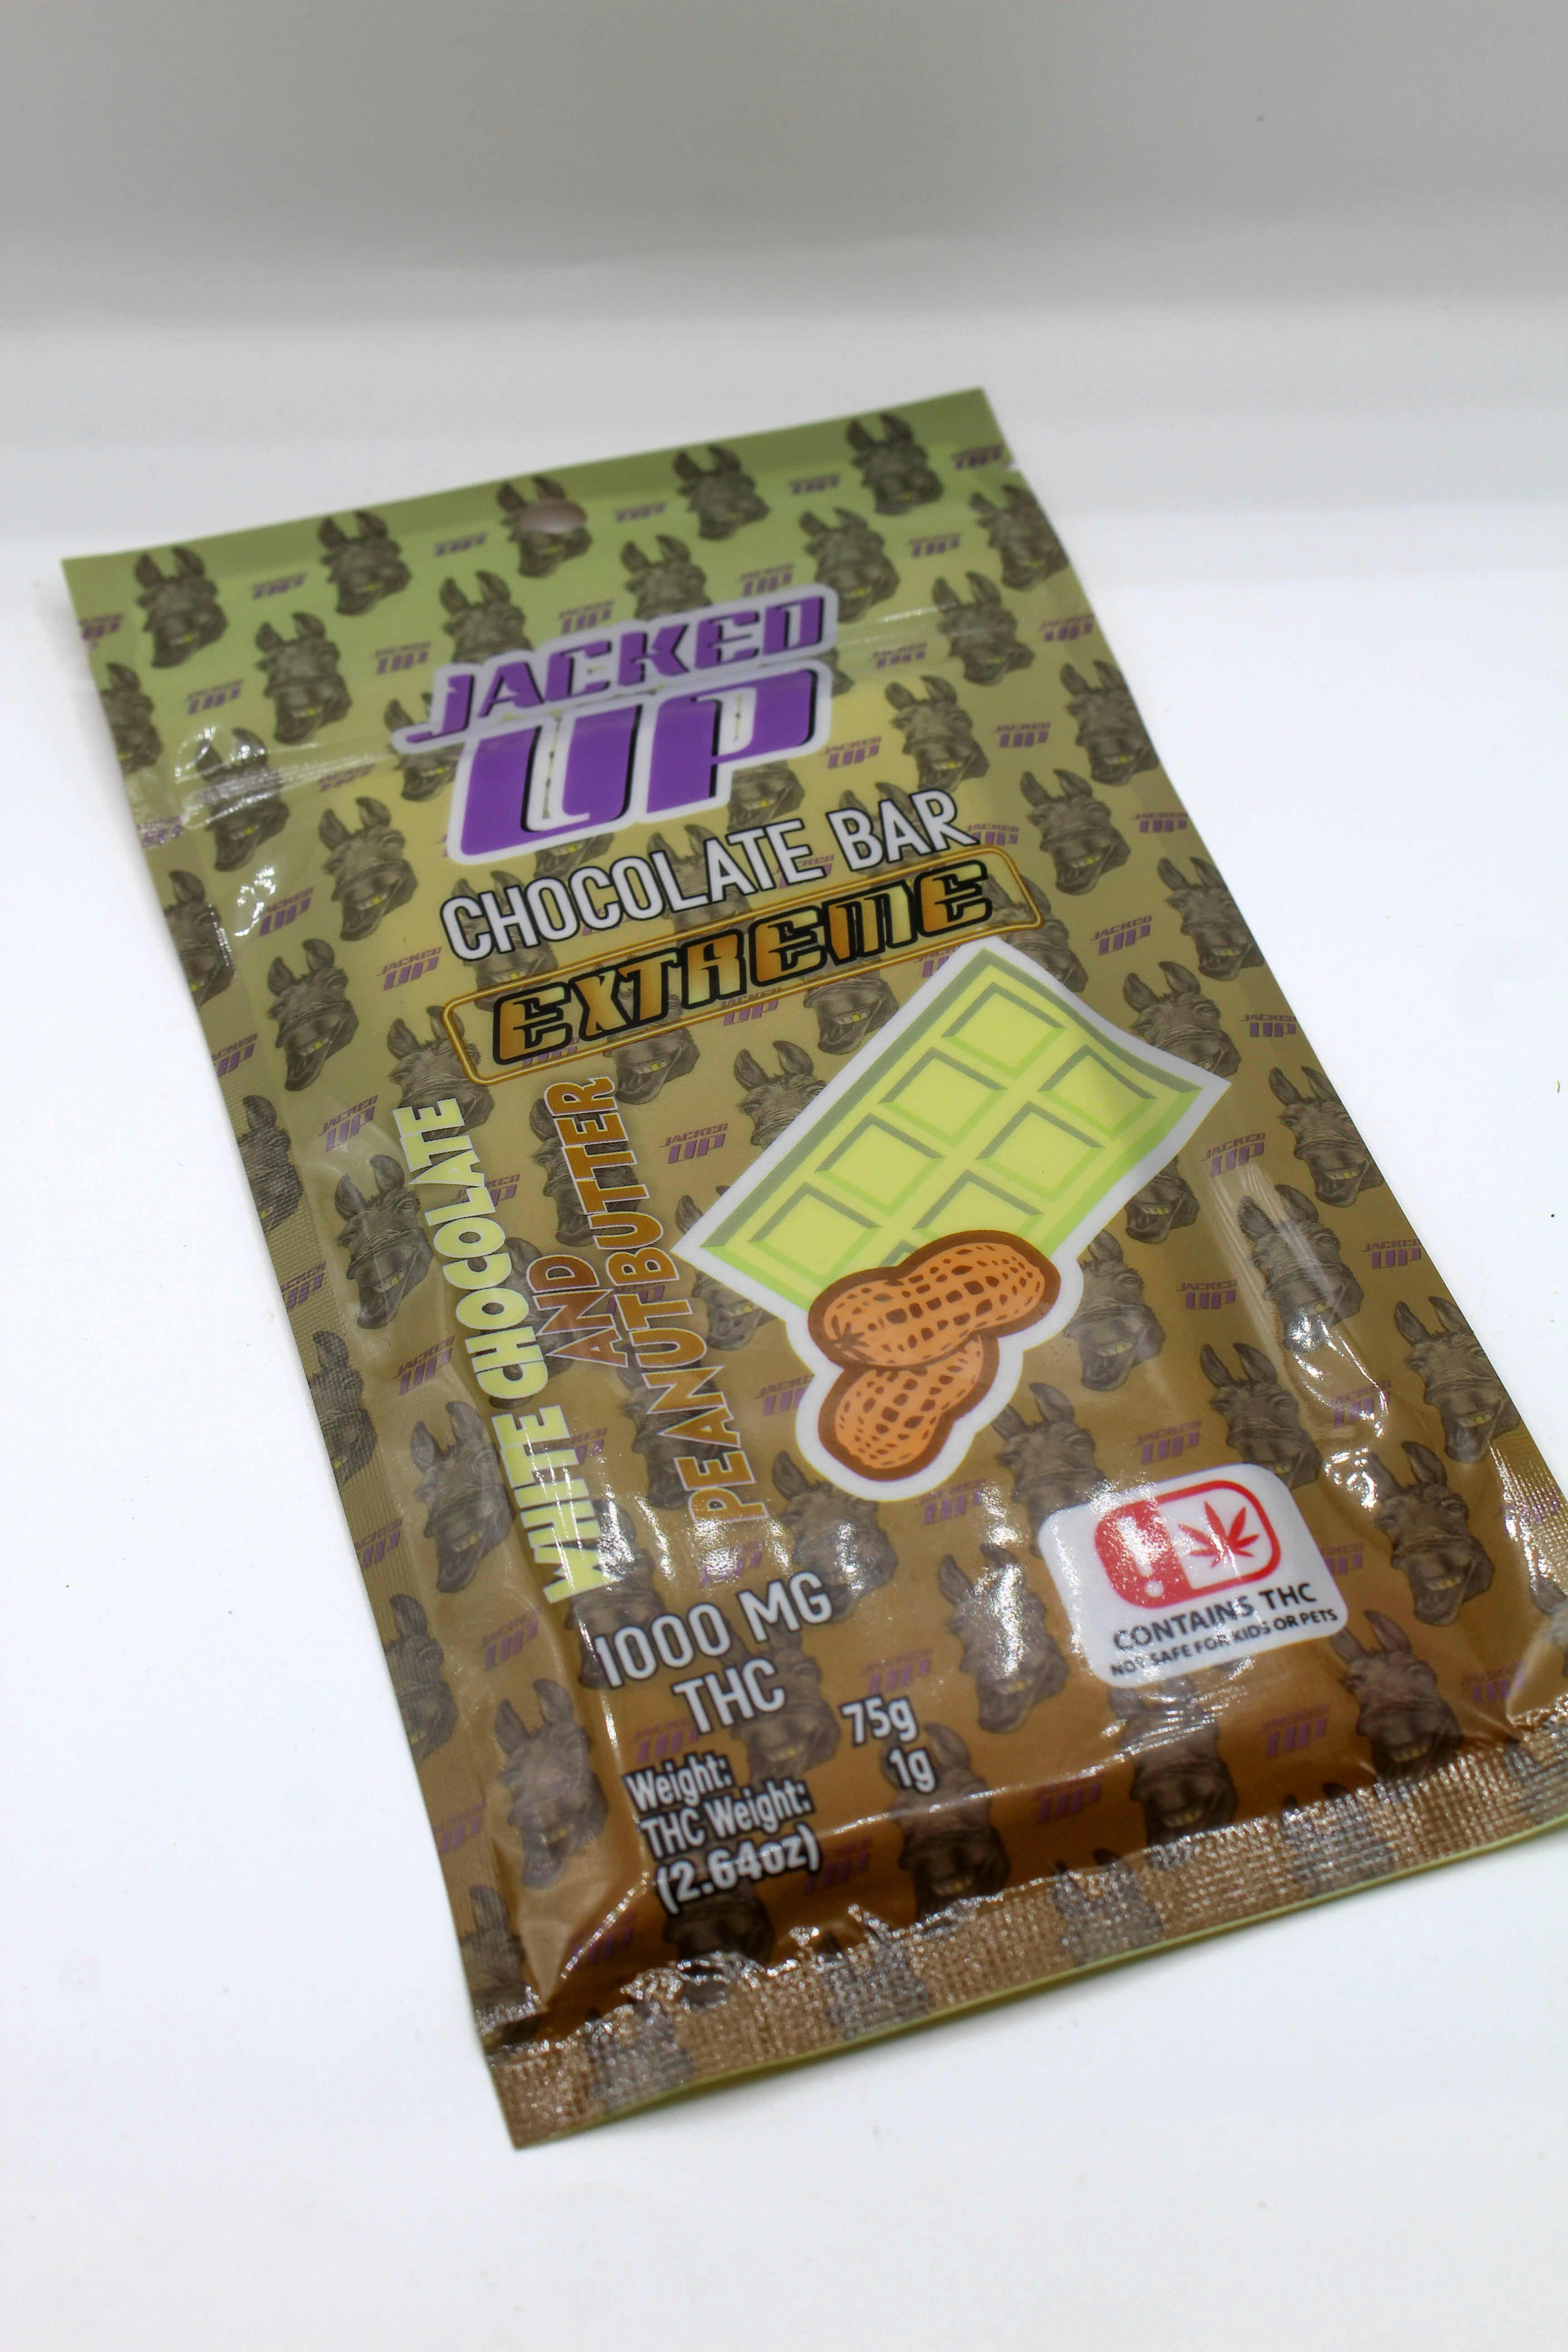 JACKED
UP
CHOCOLATE BAR
EXTREME
WHITE CHOCOLATE
AND
PEANUTBUTTER
1000 MG
THC
Weight: 75g
THC Weight: 1g
(2.64oz)
!
CONTAINS THC
NOT SAFE FOR KIDS OR PETS